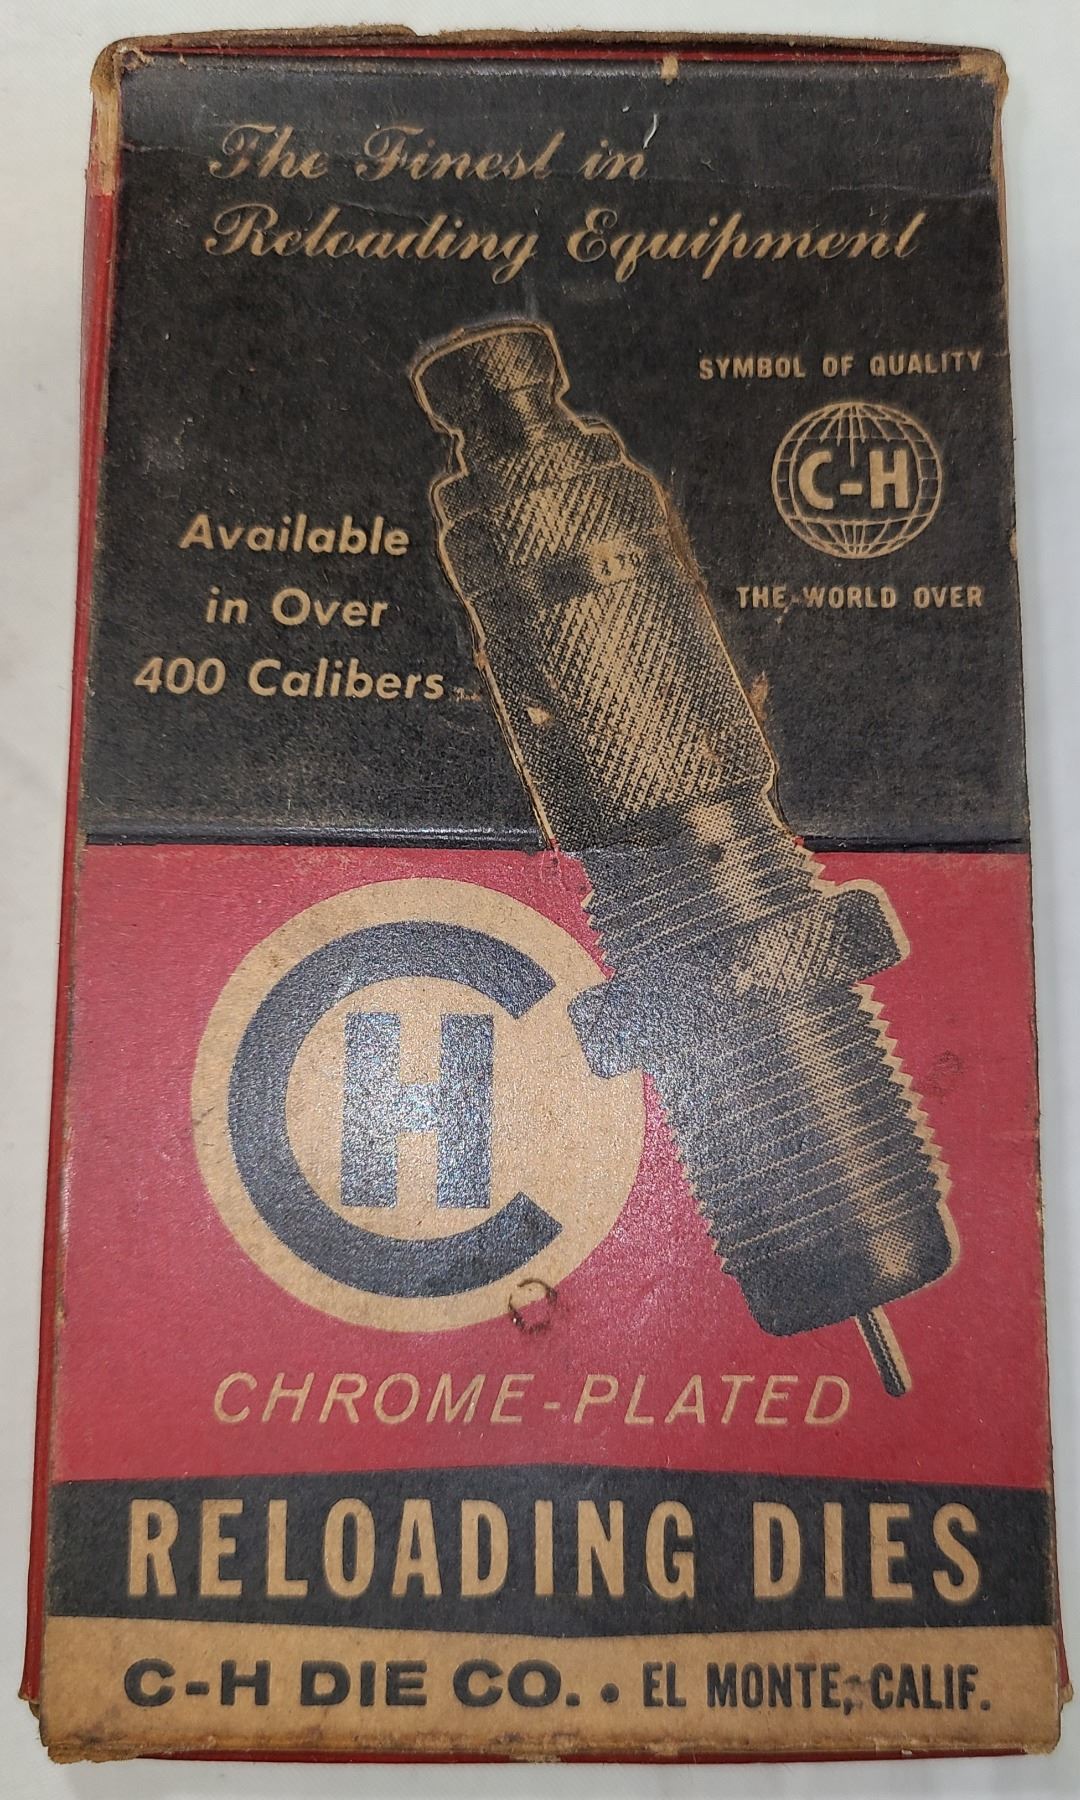 The Finest in
Reloading Equipment
SYMBOL OF QUALITY
C-H
THE WORLD OVER
Available
in Over
400 Calibers
CH
CHROME-PLATED
RELOADING DIES
C-H DIE CO. • EL MONTE, CALIF.